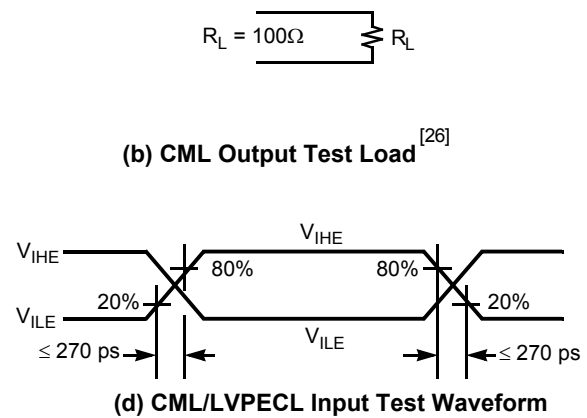 R_L = 100Ω R_L
(b) CML Output Test Load [26]
V_IHE V_IHE
80% 80%
20% 20%
V_ILE V_ILE
≤ 270 ps ≤ 270 ps
(d) CML/LVPECL Input Test Waveform